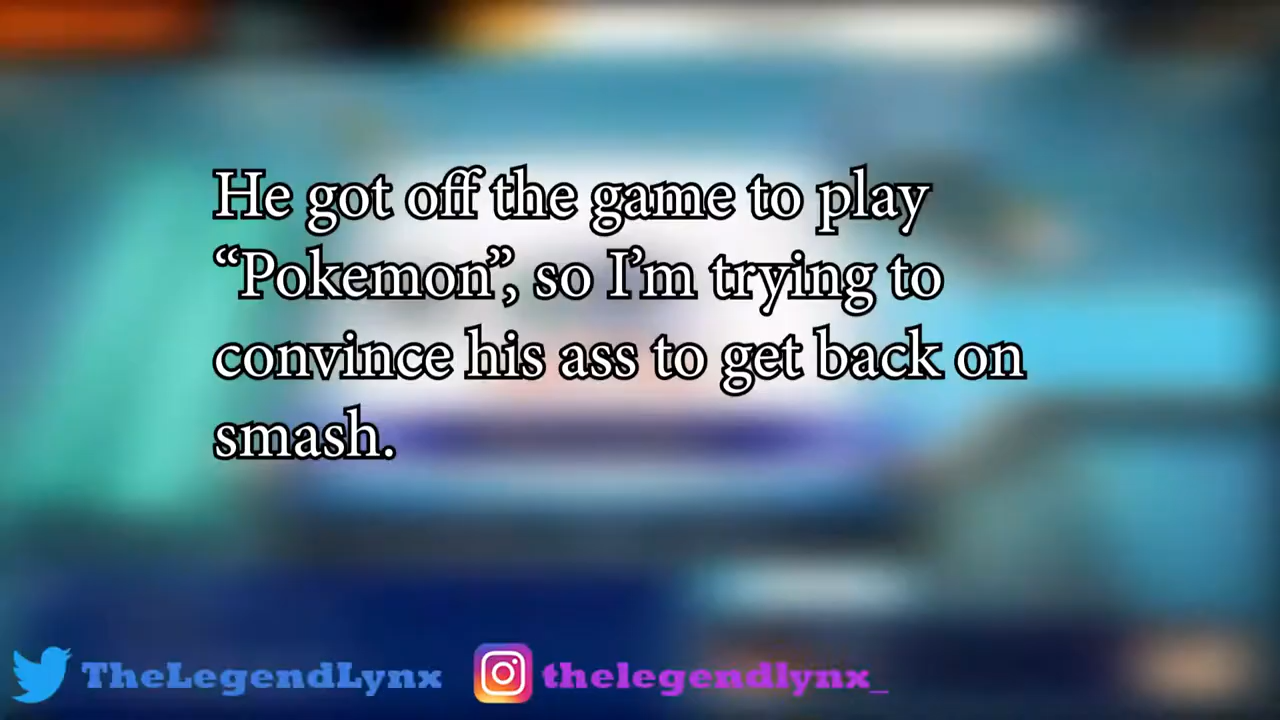 He got off the game to play
“Pokemon”, so I’m trying to
convince his ass to get back on
smash.
TheLegendLynx thelegendlynx_